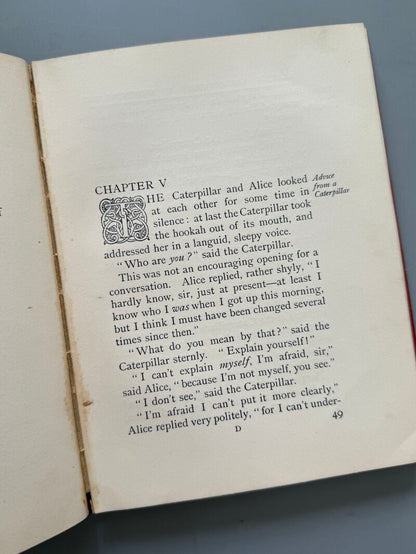 CHAPTER V
THE Caterpillar and Alice looked
Advice from a Caterpillar
at each other for some time in
silence: at last the Caterpillar took
the hookah out of its mouth, and
addressed her in a languid, sleepy voice.
"Who are you?" said the Caterpillar.
This was not an encouraging opening for a
conversation. Alice replied, rather shyly, "I
hardly know, sir, just at present—at least I
know who I was when I got up this morning,
but I think I must have been changed several
times since then."
"What do you mean by that?" said the
Caterpillar sternly. "Explain yourself!"
"I can't explain myself, I'm afraid, sir,"
said Alice, "because I'm not myself, you see."
"I don't see," said the Caterpillar.
"I'm afraid I can't put it more clearly,"
Alice replied very politely, "for I can't under-
49
D